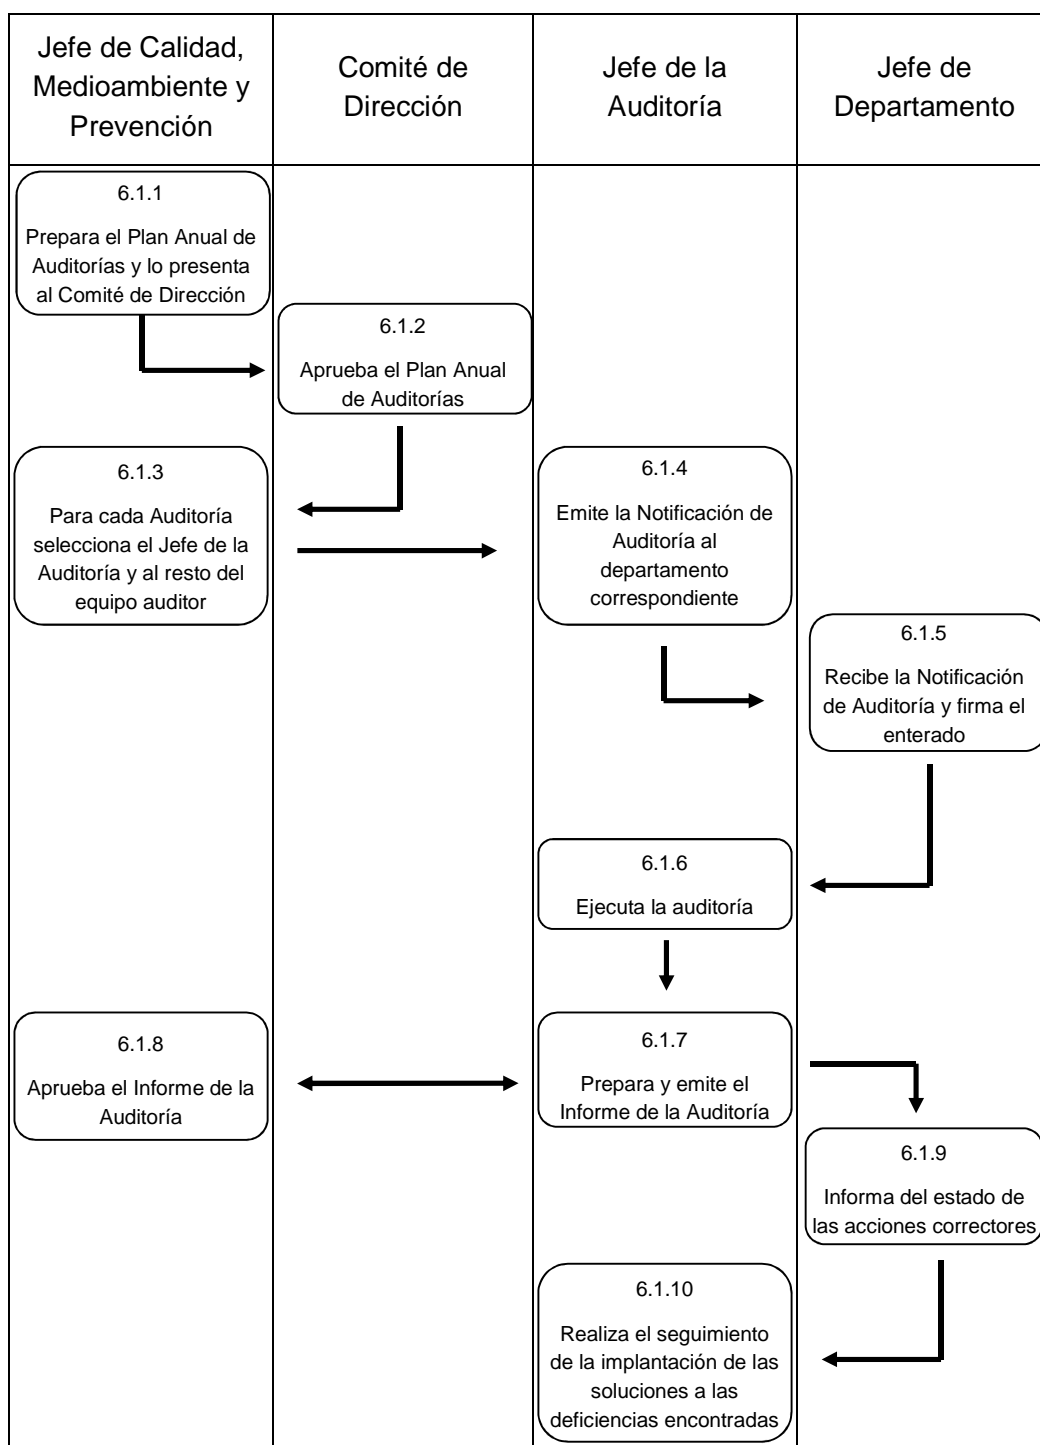 Jefe de Calidad,
Medioambiente y
Prevención
Comité de
Dirección
Jefe de la
Auditoría
Jefe de
Departamento
6.1.1
Prepara el Plan Anual de
Auditorías y lo presenta
al Comité de Dirección
6.1.2
Aprueba el Plan Anual
de Auditorías
6.1.3
Para cada Auditoría
selecciona el Jefe de la
Auditoría y al resto del
equipo auditor
6.1.4
Emite la Notificación de
Auditoría al
departamento
correspondiente
6.1.5
Recibe la Notificación
de Auditoría y firma el
enterado
6.1.6
Ejecuta la auditoría
6.1.8
Aprueba el Informe de la
Auditoría
6.1.7
Prepara y emite el
Informe de la Auditoría
6.1.9
Informa del estado de
las acciones correctores
6.1.10
Realiza el seguimiento
de la implantación de las
soluciones a las
deficiencias encontradas